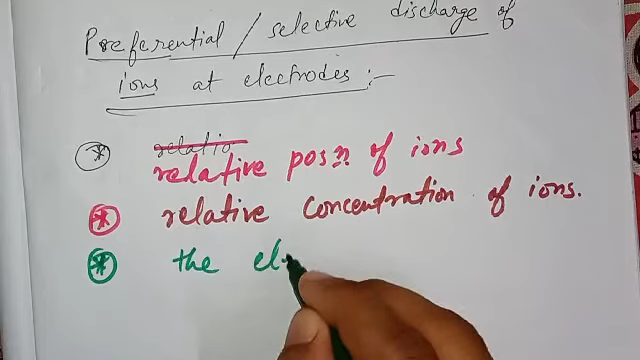 Preferential / selective discharge of
ions at electrodes :-
relatio
relative posn of ions
relative concentration of ions.
the el